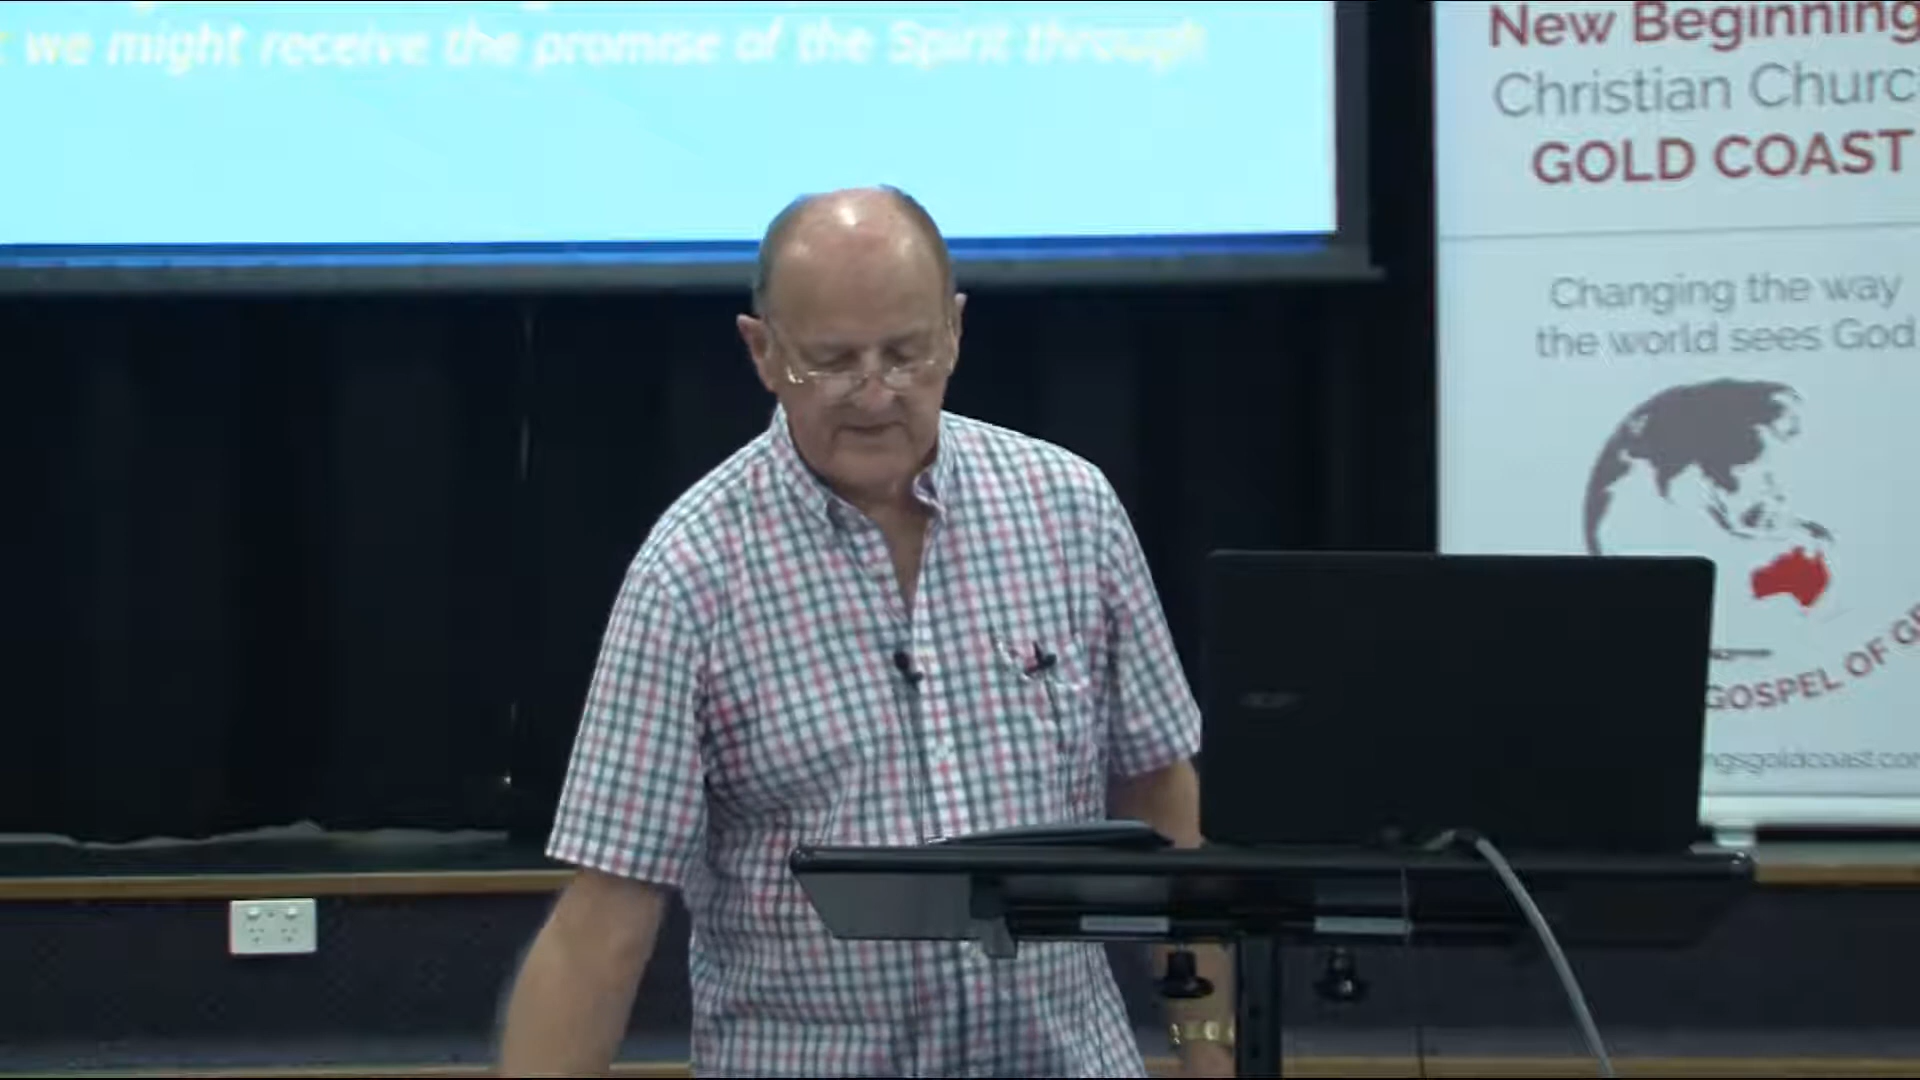 we might receive the promise of the Spirit through
New Beginning
Christian Churc
GOLD COAST
Changing the way
the world sees God
GOSPEL OF G
ngsgoldcoast.com
acer